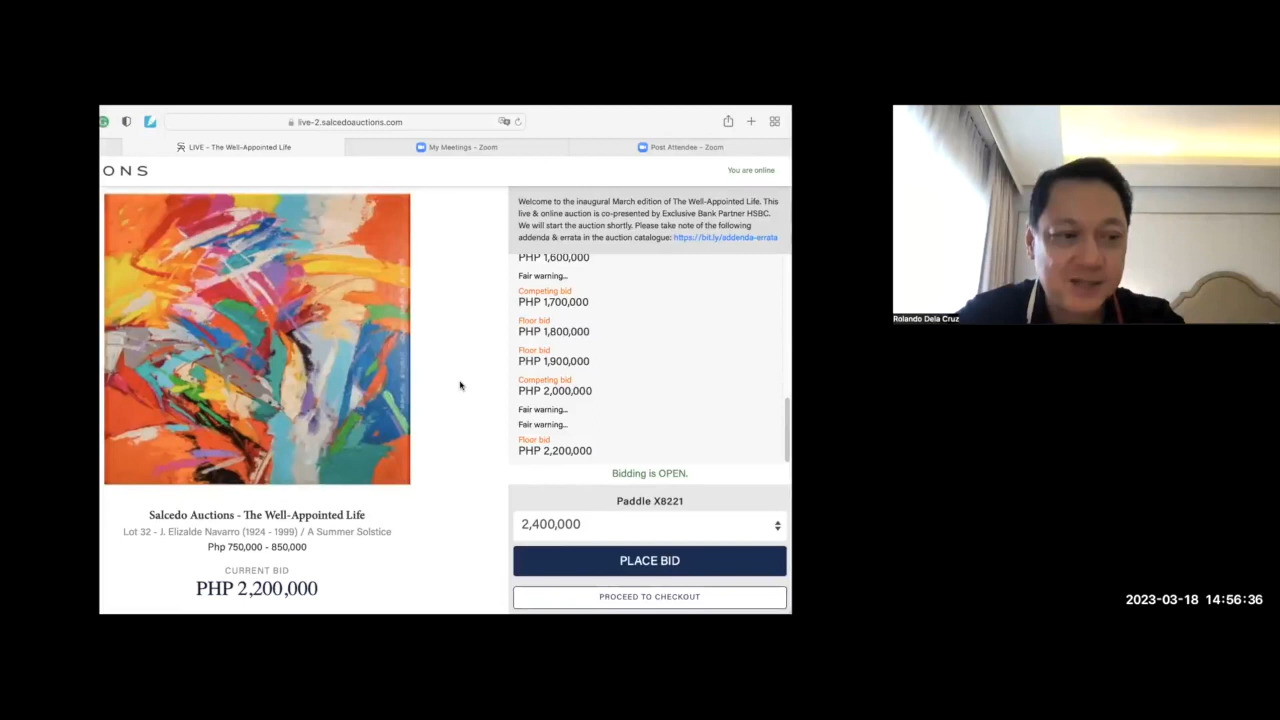 live-2.salcedoauctions.com
LIVE - The Well-Appointed Life
My Meetings - Zoom
Post Attendee - Zoom
ONS
You are online
Welcome to the inaugural March edition of The Well-Appointed Life. This
live & online auction is co-presented by Exclusive Bank Partner HSBC.
We will start the auction shortly. Please take note of the following
addenda & errata in the auction catalogue: https://bit.ly/addenda-errata
PHP 1,600,000
Fair warning...
Competing bid
PHP 1,700,000
Floor bid
PHP 1,800,000
Floor bid
PHP 1,900,000
Competing bid
PHP 2,000,000
Fair warning...
Fair warning...
Floor bid
PHP 2,200,000
Bidding is OPEN.
Paddle X8221
2,400,000
PLACE BID
PROCEED TO CHECKOUT
Salcedo Auctions - The Well-Appointed Life
Lot 32 - J. Elizalde Navarro (1924 - 1999) / A Summer Solstice
Php 750,000 - 850,000
CURRENT BID
PHP 2,200,000
Rolando Dela Cruz
2023-03-18 14:56:36